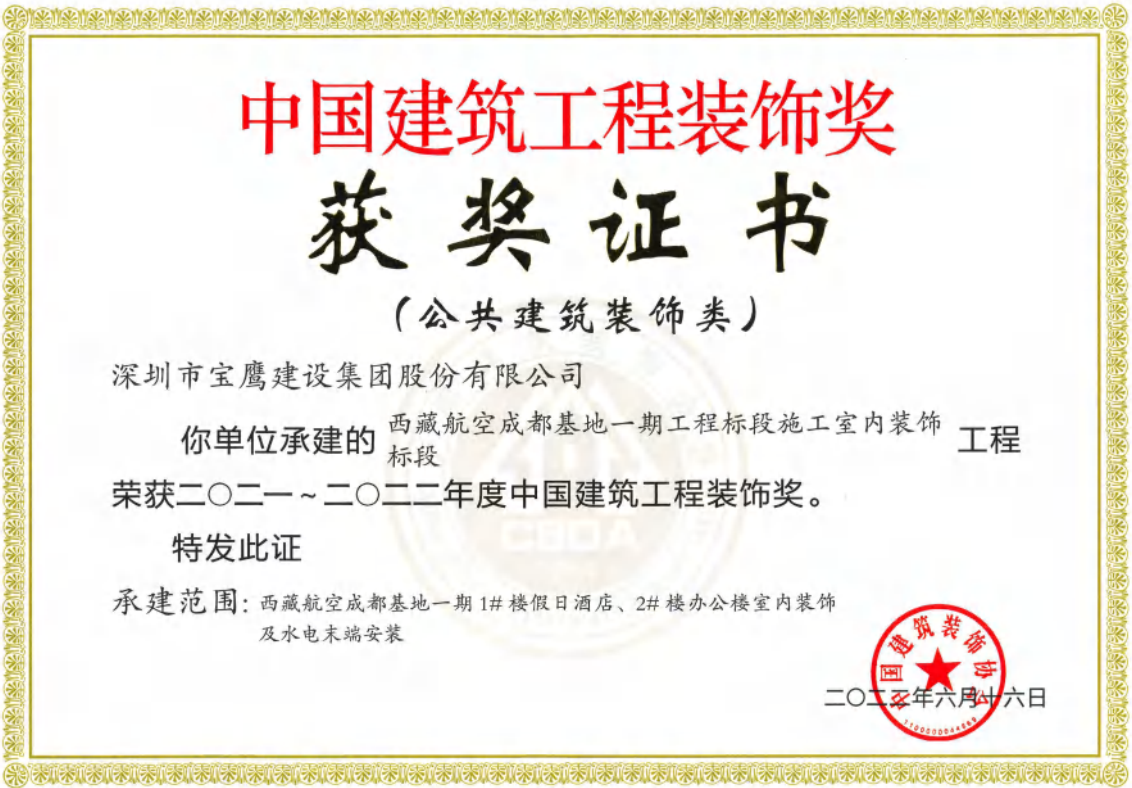 中国建筑工程装饰奖
获奖证书
（公共建筑装饰类）
深圳市宝鹰建设集团股份有限公司
你单位承建的 西藏航空成都基地一期工程标段施工室内装饰标段 工程
荣获二〇二一～二〇二二年度中国建筑工程装饰奖。
CBDA
特发此证
承建范围：西藏航空成都基地一期1#楼假日酒店、2#楼办公楼室内装饰
及水电末端安装
中国建筑装饰协会
二〇二三年六月十六日